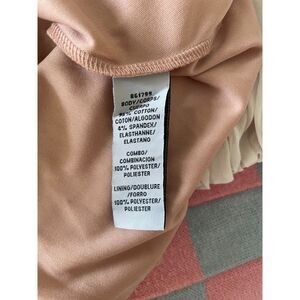 BODY/CORPS/
CUERPO
COTTON/
COTON/ALGODON
4% SPANDEX/
ELASTHANNE/
ELASTANO
COMBO/
COMBINACION
100% POLYESTER/
POLIESTER
LINING/DOUBLURE
/FORRO
100% POLYESTER/
POLIESTER